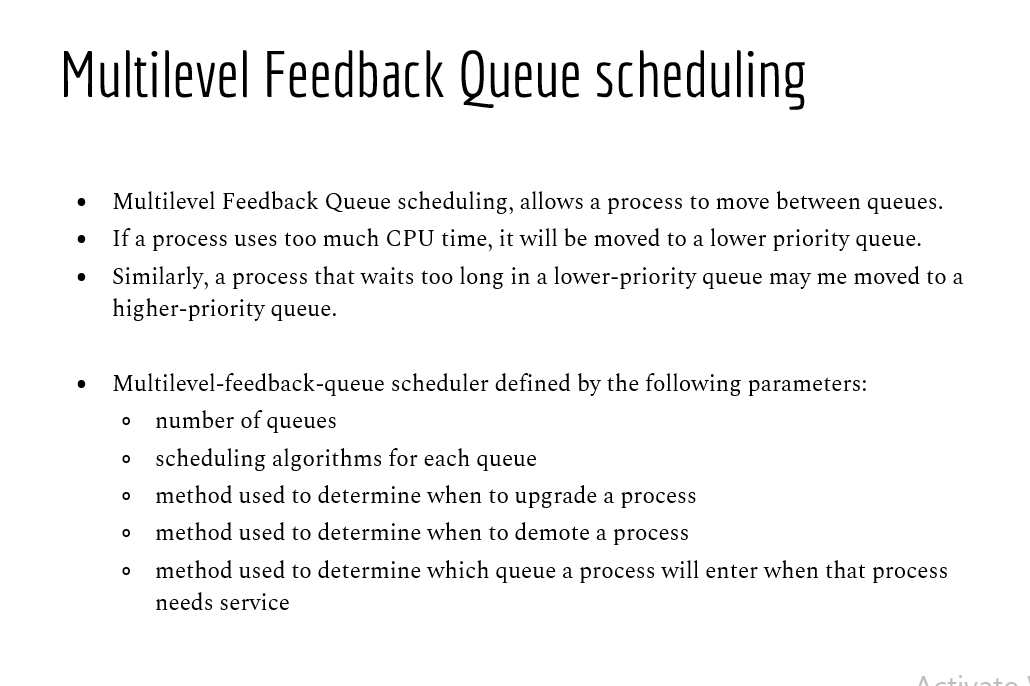 Multilevel Feedback Queue scheduling
• Multilevel Feedback Queue scheduling, allows a process to move between queues.
• If a process uses too much CPU time, it will be moved to a lower priority queue.
• Similarly, a process that waits too long in a lower-priority queue may me moved to a
higher-priority queue.
• Multilevel-feedback-queue scheduler defined by the following parameters:
∘ number of queues
∘ scheduling algorithms for each queue
∘ method used to determine when to upgrade a process
∘ method used to determine when to demote a process
∘ method used to determine which queue a process will enter when that process
needs service
Activate